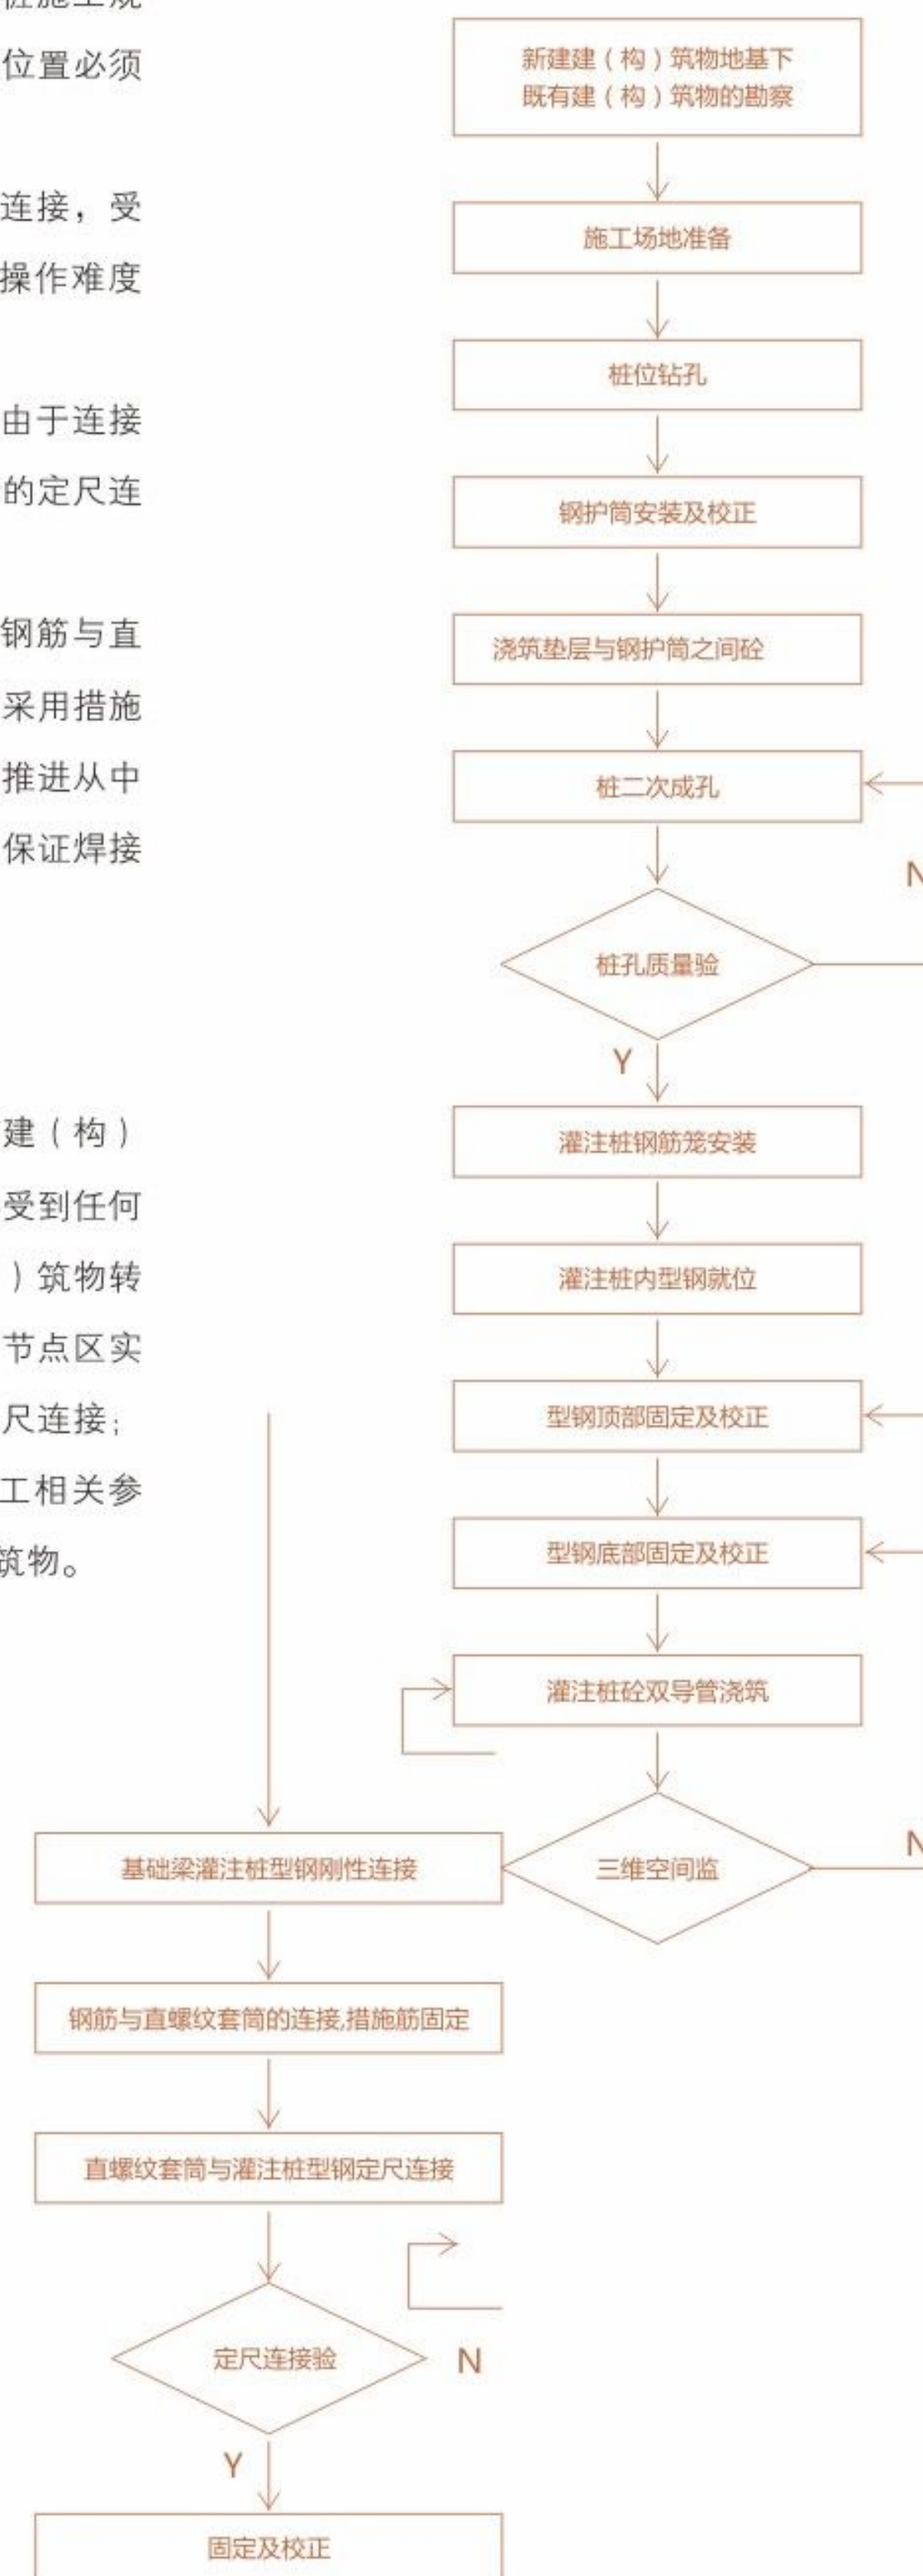 位置必须
连接，受
操作难度
由于连接
的定尺连
钢筋与直
采用措施
推进从中
保证焊接
建（构）
受到任何
）筑物转
节点区实
尺连接；
工相关参
筑物。
新建建（构）筑物地基下
既有建（构）筑物的勘察
施工场地准备
桩位钻孔
钢护筒安装及校正
浇筑垫层与钢护筒之间砼
桩二次成孔
N
桩孔质量验
Y
灌注桩钢筋笼安装
灌注桩内型钢就位
型钢顶部固定及校正
型钢底部固定及校正
灌注桩砼双导管浇筑
三维空间监
N
基础梁灌注桩型钢刚性连接
钢筋与直螺纹套筒的连接,措施筋固定
直螺纹套筒与灌注桩型钢定尺连接
定尺连接验
N
Y
固定及校正